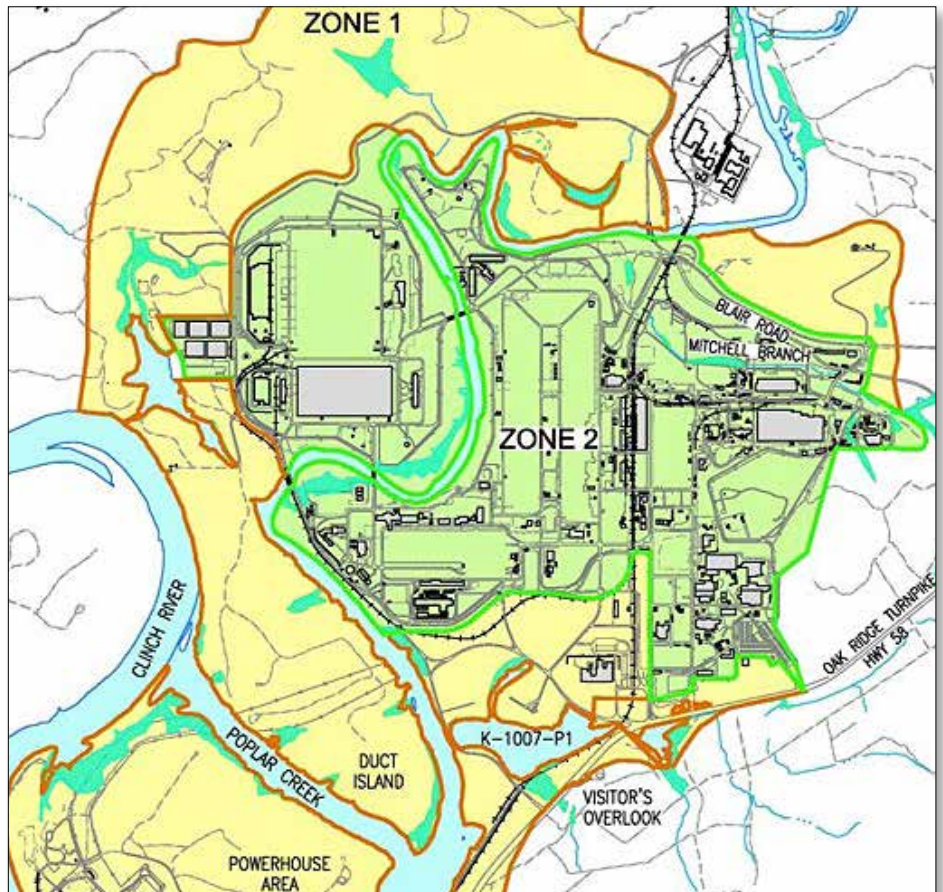 ZONE 1
BLAIR ROAD
MITCHELL BRANCH
ZONE 2
OAK RIDGE TURNPIKE
HWY 58
CLINCH RIVER
POPLAR CREEK
DUCT
ISLAND
K-1007-P1
VISITOR'S
OVERLOOK
POWERHOUSE
AREA